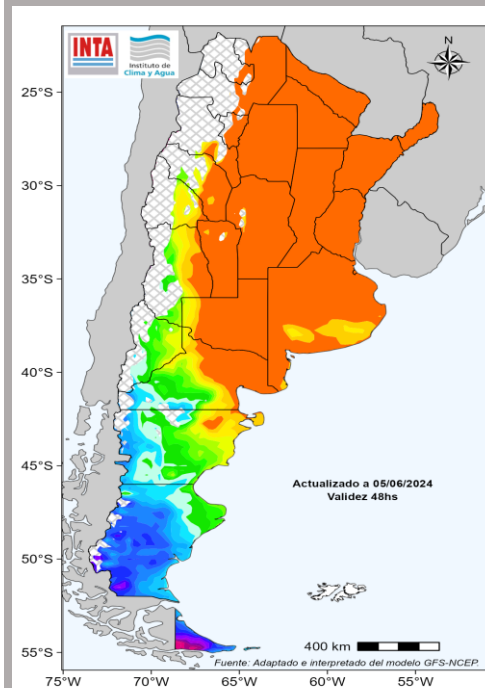 INTA
Instituto de
Clima y Agua
N
25°S
30°S
35°S
40°S
45°S
Actualizado a 05/06/2024
Validez 48hs
50°S
55°S
400 km
Fuente: Adaptado e interpretado del modelo GFS-NCEP.
75°W
70°W
65°W
60°W
55°W